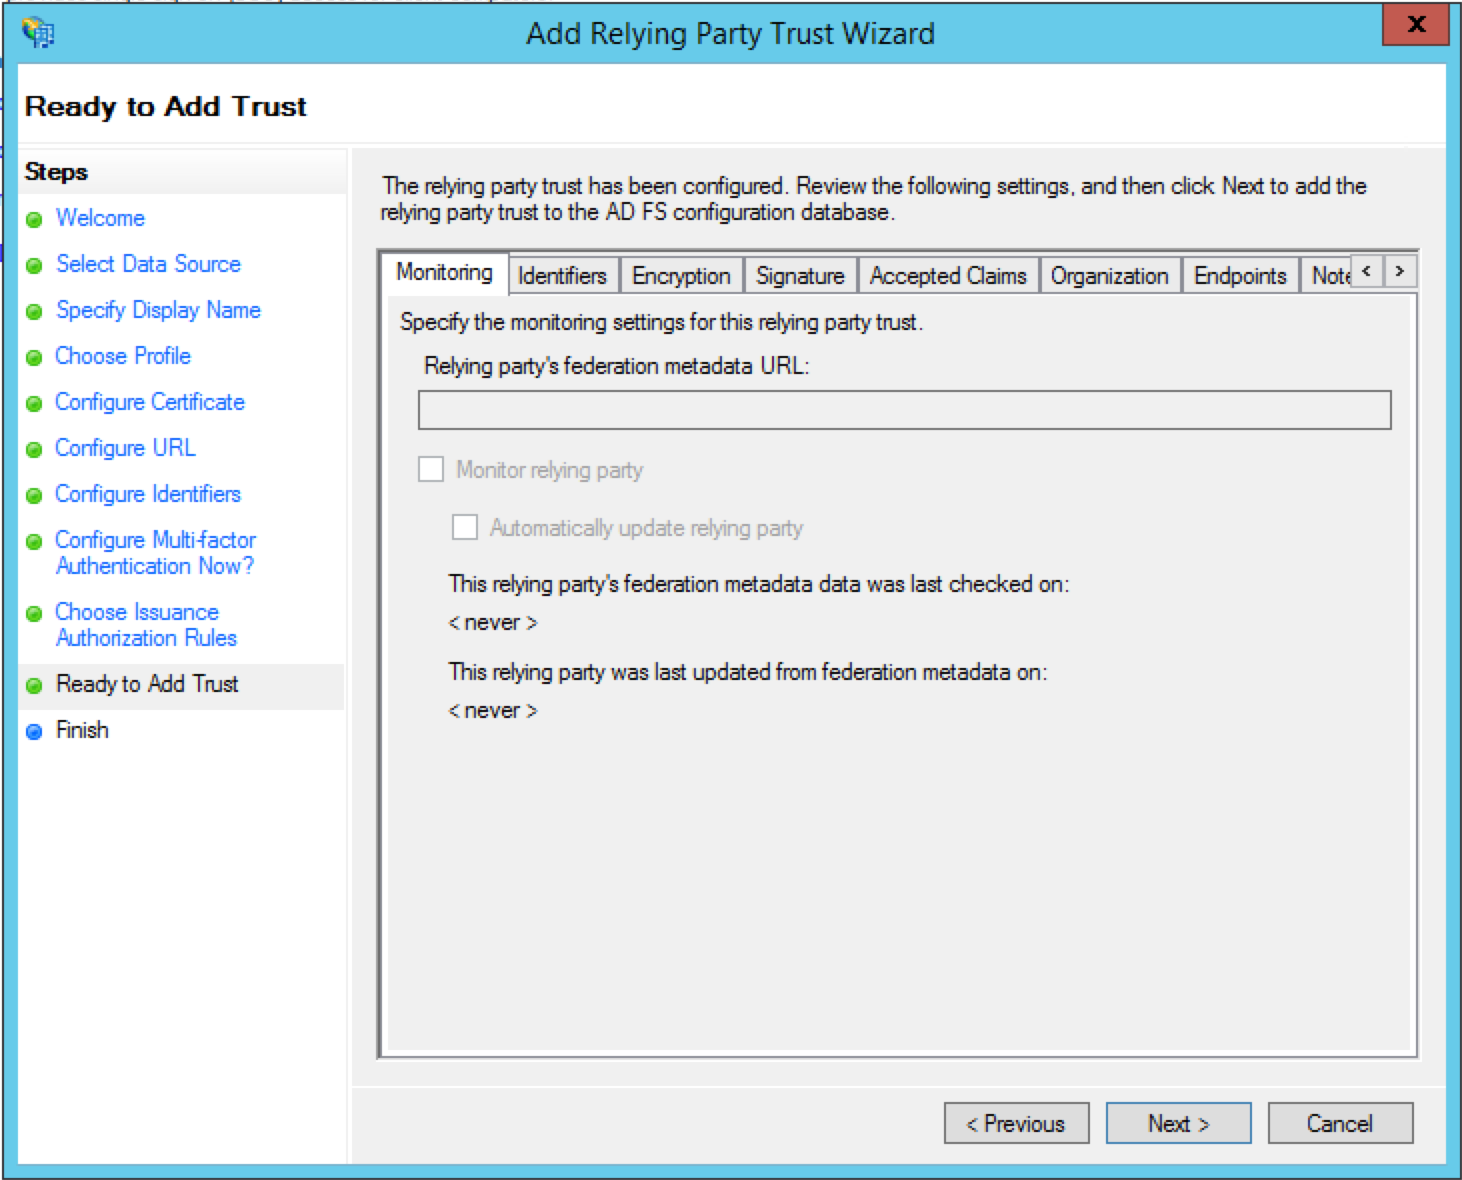 Add Relying Party Trust Wizard
X
Ready to Add Trust
Steps
Welcome
Select Data Source
Specify Display Name
Choose Profile
Configure Certificate
Configure URL
Configure Identifiers
Configure Multi-factor
Authentication Now?
Choose Issuance
Authorization Rules
Ready to Add Trust
Finish
The relying party trust has been configured. Review the following settings, and then click Next to add the
relying party trust to the AD FS configuration database.
Monitoring Identifiers Encryption Signature Accepted Claims Organization Endpoints Note < >
Specify the monitoring settings for this relying party trust.
Relying party's federation metadata URL:
Monitor relying party
Automatically update relying party
This relying party's federation metadata data was last checked on:
< never >
This relying party was last updated from federation metadata on:
< never >
< Previous Next > Cancel